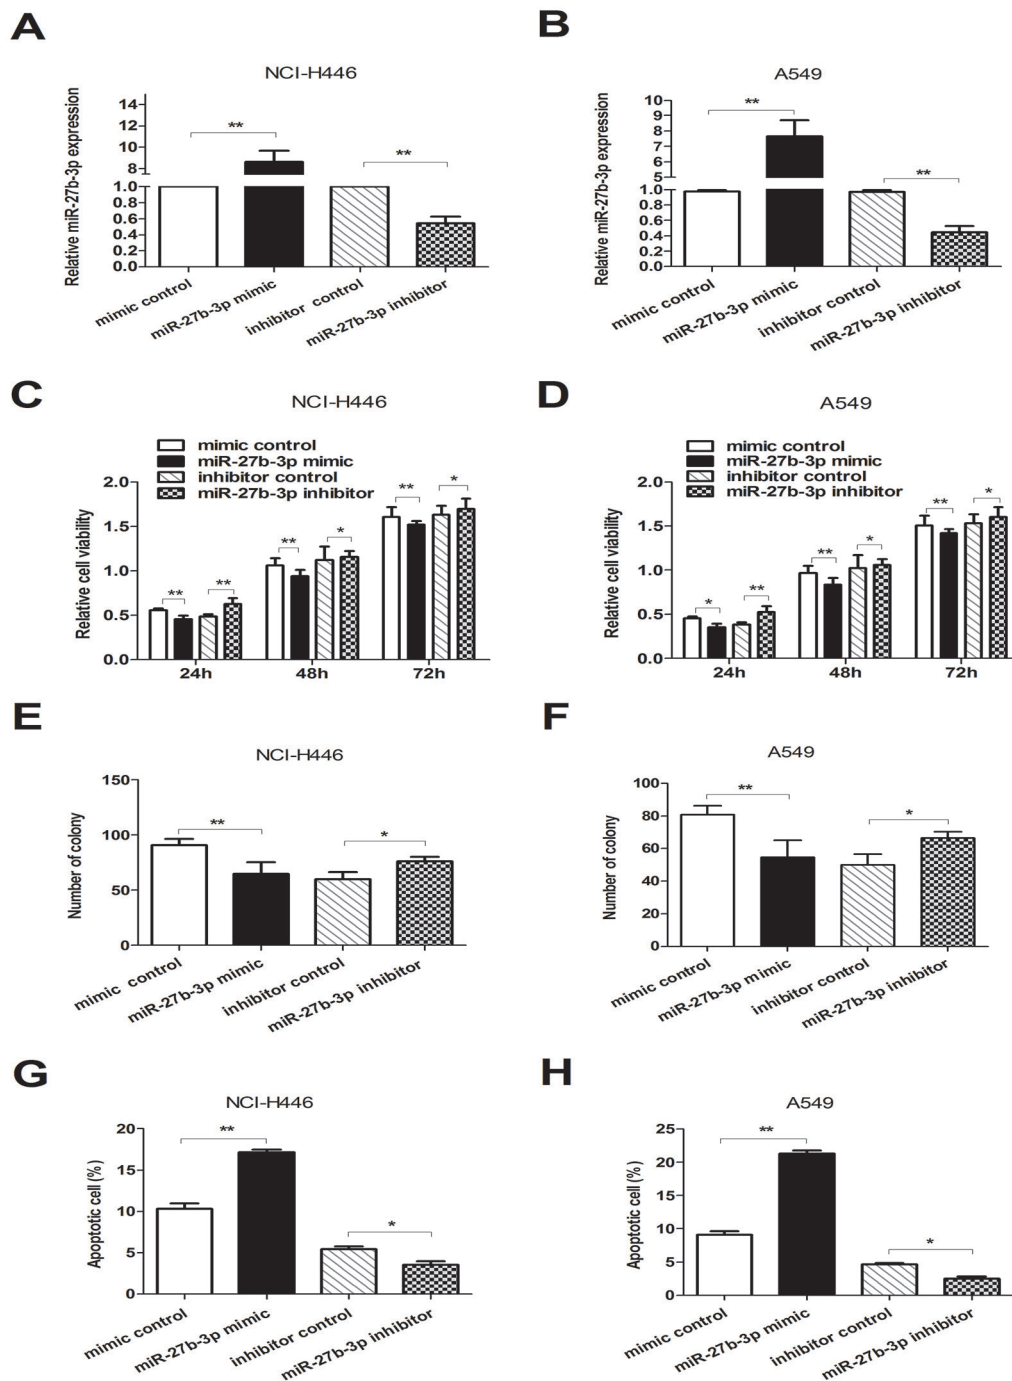 A
NCI-H446
Relative miR-27b-3p expression
14
12
10
8
1.0
0.8
0.6
0.4
0.2
0.0
**
**
mimic control
miR-27b-3p mimic
inhibitor control
miR-27b-3p inhibitor
B
A549
Relative miR-27b-3p expression
10
9
8
7
6
5
1.0
0.8
0.6
0.4
0.2
0.0
**
**
mimic control
miR-27b-3p mimic
inhibitor control
miR-27b-3p inhibitor
C
NCI-H446
mimic control
miR-27b-3p mimic
inhibitor control
miR-27b-3p inhibitor
Relative cell viability
2.0
1.5
1.0
0.5
0.0
**
**
**
*
**
*
24h
48h
72h
D
A549
mimic control
miR-27b-3p mimic
inhibitor control
miR-27b-3p inhibitor
Relative cell viability
2.0
1.5
1.0
0.5
0.0
*
**
**
*
**
*
24h
48h
72h
E
NCI-H446
Number of colony
150
100
50
0
**
*
mimic control
miR-27b-3p mimic
inhibitor control
miR-27b-3p inhibitor
F
A549
Number of colony
100
80
60
40
20
0
**
*
mimic control
miR-27b-3p mimic
inhibitor control
miR-27b-3p inhibitor
G
NCI-H446
Apoptotic cell (%)
20
15
10
5
0
**
*
mimic control
miR-27b-3p mimic
inhibitor control
miR-27b-3p inhibitor
H
A549
Apoptotic cell (%)
25
20
15
10
5
0
**
*
mimic control
miR-27b-3p mimic
inhibitor control
miR-27b-3p inhibitor